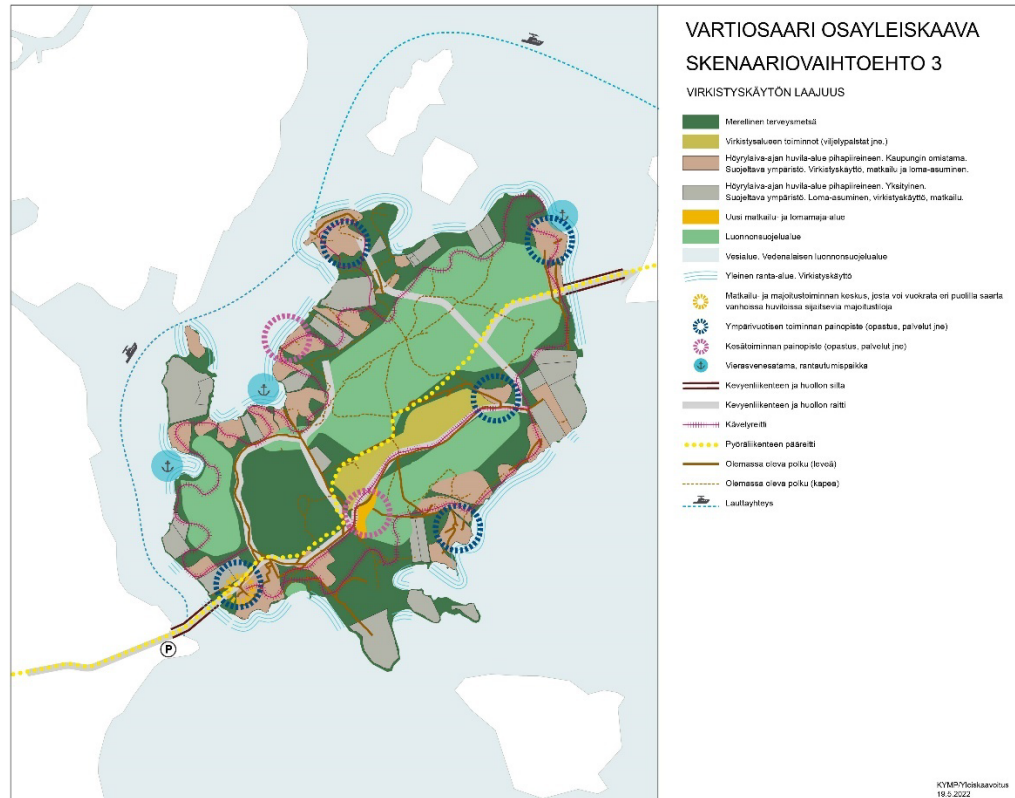 VARTIOSAARI OSAYLEISKAAVA
SKENAARIOVAIHTOEHTO 3
VIRKISTYSKÄYTÖN LAAJUUS
Merellinen terveysmetsä
Virkistysalueen toiminnot (viljelypalstat jne.)
Höyrylaiva-ajan huvila-alue pihapiireineen. Kaupungin omistama.
Suojeltava ympäristö. Virkistyskäyttö, matkailu ja loma-asuminen.
Höyrylaiva-ajan huvila-alue pihapiireineen. Yksityinen.
Suojeltava ympäristö. Loma-asuminen, virkistyskäyttö, matkailu.
Uusi matkailu- ja lomamaja-alue
Luonnonsuojelualue
Vesialue, Vedenalaisen luonnonsuojelualue
Yleinen ranta-alue. Virkistyskäyttö
Matkailu- ja majoitustoiminnan keskus, josta voi vuokrata eri puolilla saarta
vanhoissa huviloissa sijaitsevia majoitustiloja
Ympärivuotisen toiminnan painopiste (opastus, palvelut jne)
Kesätoiminnan painopiste (opastus, palvelut jne)
Vierasvenesatama, rantautumispaikka
Kevyenliikenteen ja huollon silta
Kevyenliikenteen ja huollon raitti
Kävelyreitti
Pyöräliikenteen pääreitti
Olemassa oleva polku (leveä)
Olemassa oleva polku (kapea)
Lauttayhteys
P
KYMP/Yleiskaavoitus
19.5.2022